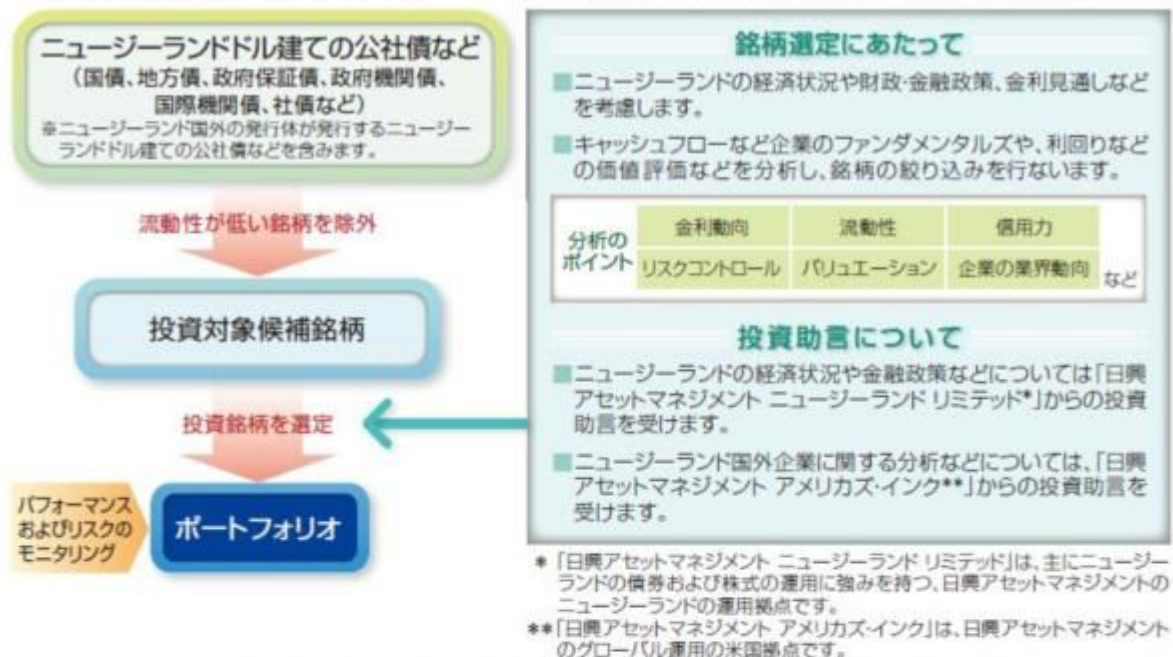 ニュージーランドドル建ての公社債など
(国債、地方債、政府保証債、政府機関債、
国際機関債、社債など)
※ニュージーランド国外の発行体が発行するニュージー
ランドドル建ての公社債などを含みます。
流動性が低い銘柄を除外
投資対象候補銘柄
投資銘柄を選定
パフォーマンス
およびリスクの
モニタリング
ポートフォリオ
銘柄選定にあたって
■ニュージーランドの経済状況や財政・金融政策、金利見通しなど
を考慮します。
■キャッシュフローなど企業のファンダメンタルズや、利回りなど
の価値評価などを分析し、銘柄の絞り込みを行ないます。
分析の
ポイント
金利動向 流動性 信用力
リスクコントロール バリュエーション 企業の業界動向
など
投資助言について
■ニュージーランドの経済状況や金融政策などについては「日興
アセットマネジメント ニュージーランド リミテッド*」からの投資
助言を受けます。
■ニュージーランド国外企業に関する分析などについては、「日興
アセットマネジメント アメリカズ・インク**」からの投資助言を
受けます。
* 「日興アセットマネジメント ニュージーランド リミテッド」は、主にニュージー
ランドの債券および株式の運用に強みを持つ、日興アセットマネジメントの
ニュージーランドの運用拠点です。
**「日興アセットマネジメント アメリカズ・インク」は、日興アセットマネジメント
のグローバル運用の米国拠点です。